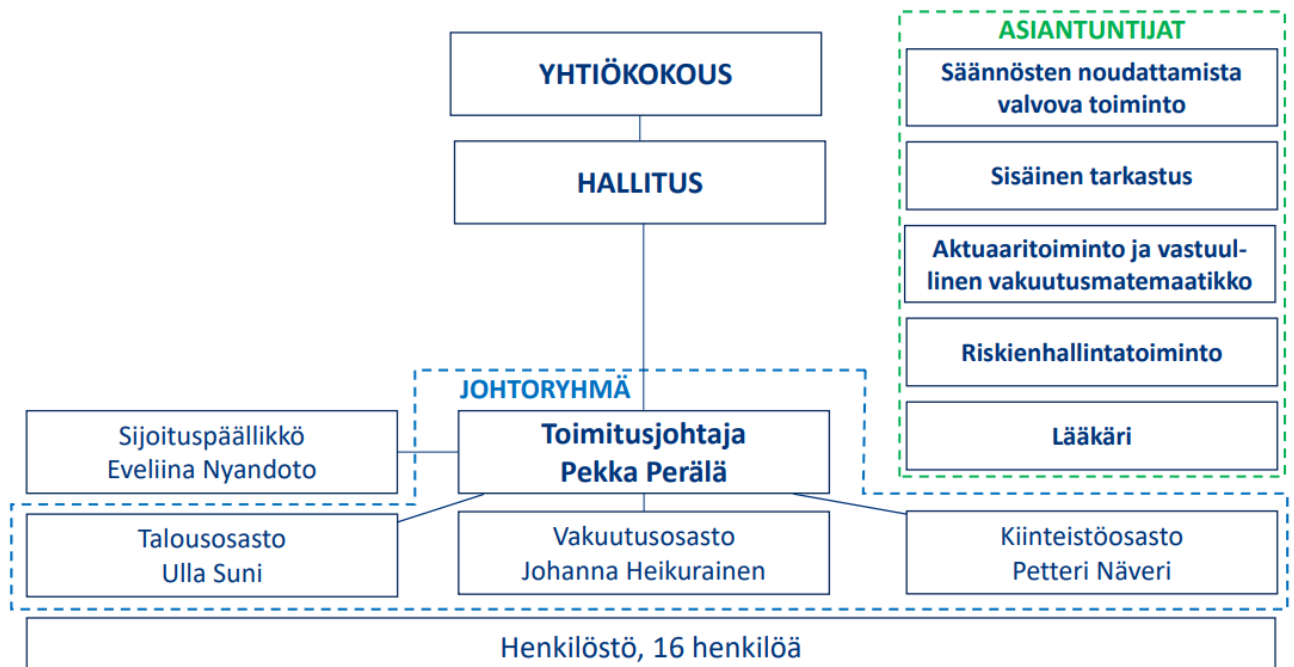 YHTIÖKOKOUS
HALLITUS
ASIANTUNTIJAT
Säännösten noudattamista
valvova toiminto
Sisäinen tarkastus
Aktuaaritoiminto ja vastuul-
linen vakuutusmatemaatikko
Riskienhallintatoiminto
Lääkäri
JOHTORYHMÄ
Toimitusjohtaja
Pekka Perälä
Sijoituspäällikkö
Eveliina Nyandoto
Talousosasto
Ulla Suni
Vakuutusosasto
Johanna Heikurainen
Kiinteistöosasto
Petteri Näveri
Henkilöstö, 16 henkilöä